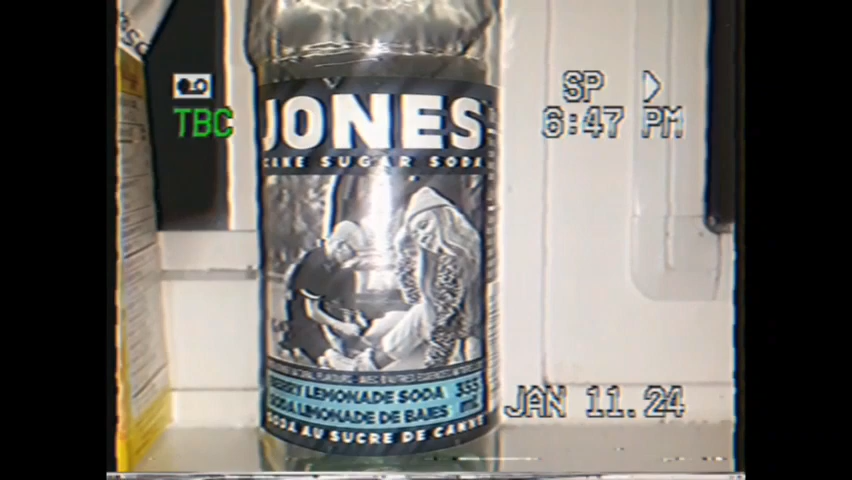 TBC
SP
6:47 PM
JONES
CANE SUGAR SODA
BERRY LEMONADE SODA 355
SODA LIMONADE DE BAIES mL
SODA AU SUCRE DE CANNE
JAN 11.24